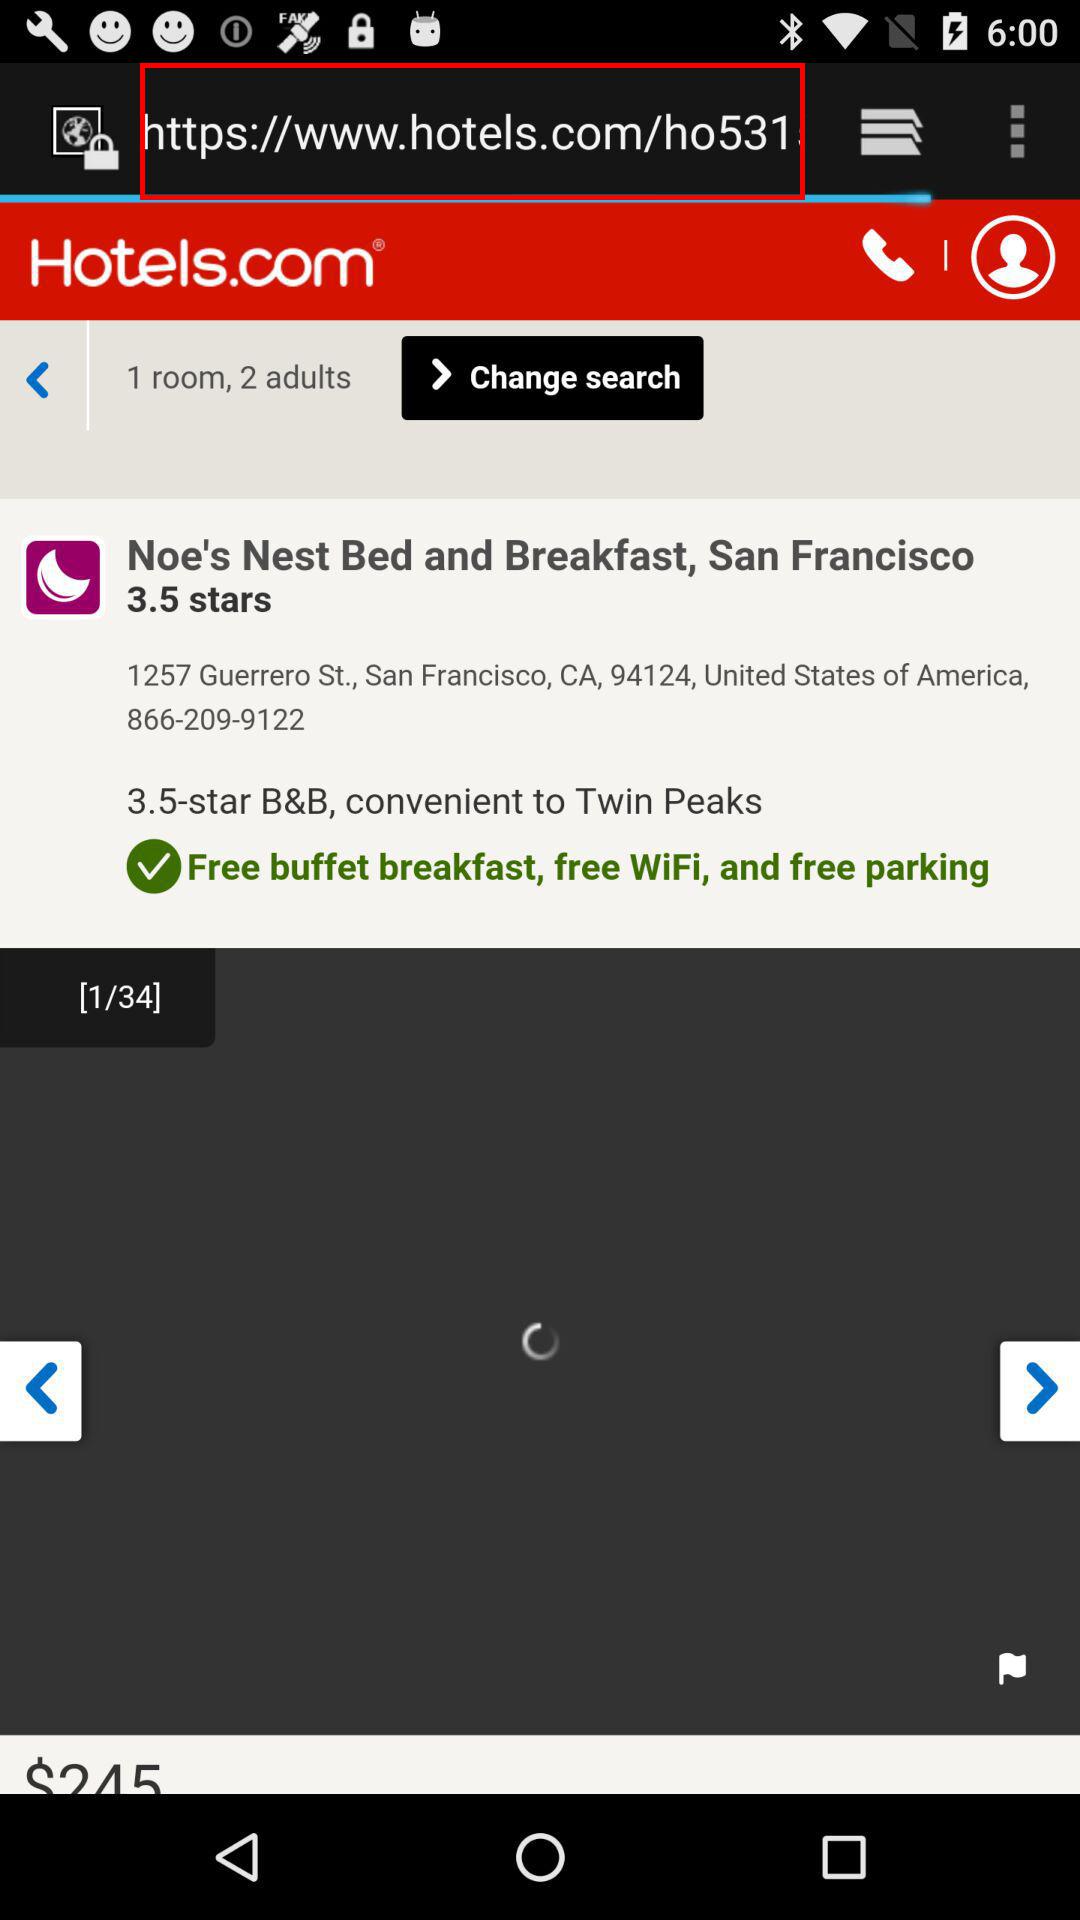 FAKE
6:00
https://www.hotels.com/ho531
Hotels.com®
1 room, 2 adults
Change search
Noe's Nest Bed and Breakfast, San Francisco
3.5 stars
1257 Guerrero St., San Francisco, CA, 94124, United States of America,
866-209-9122
3.5-star B&B, convenient to Twin Peaks
Free buffet breakfast, free WiFi, and free parking
[1/34]
$245